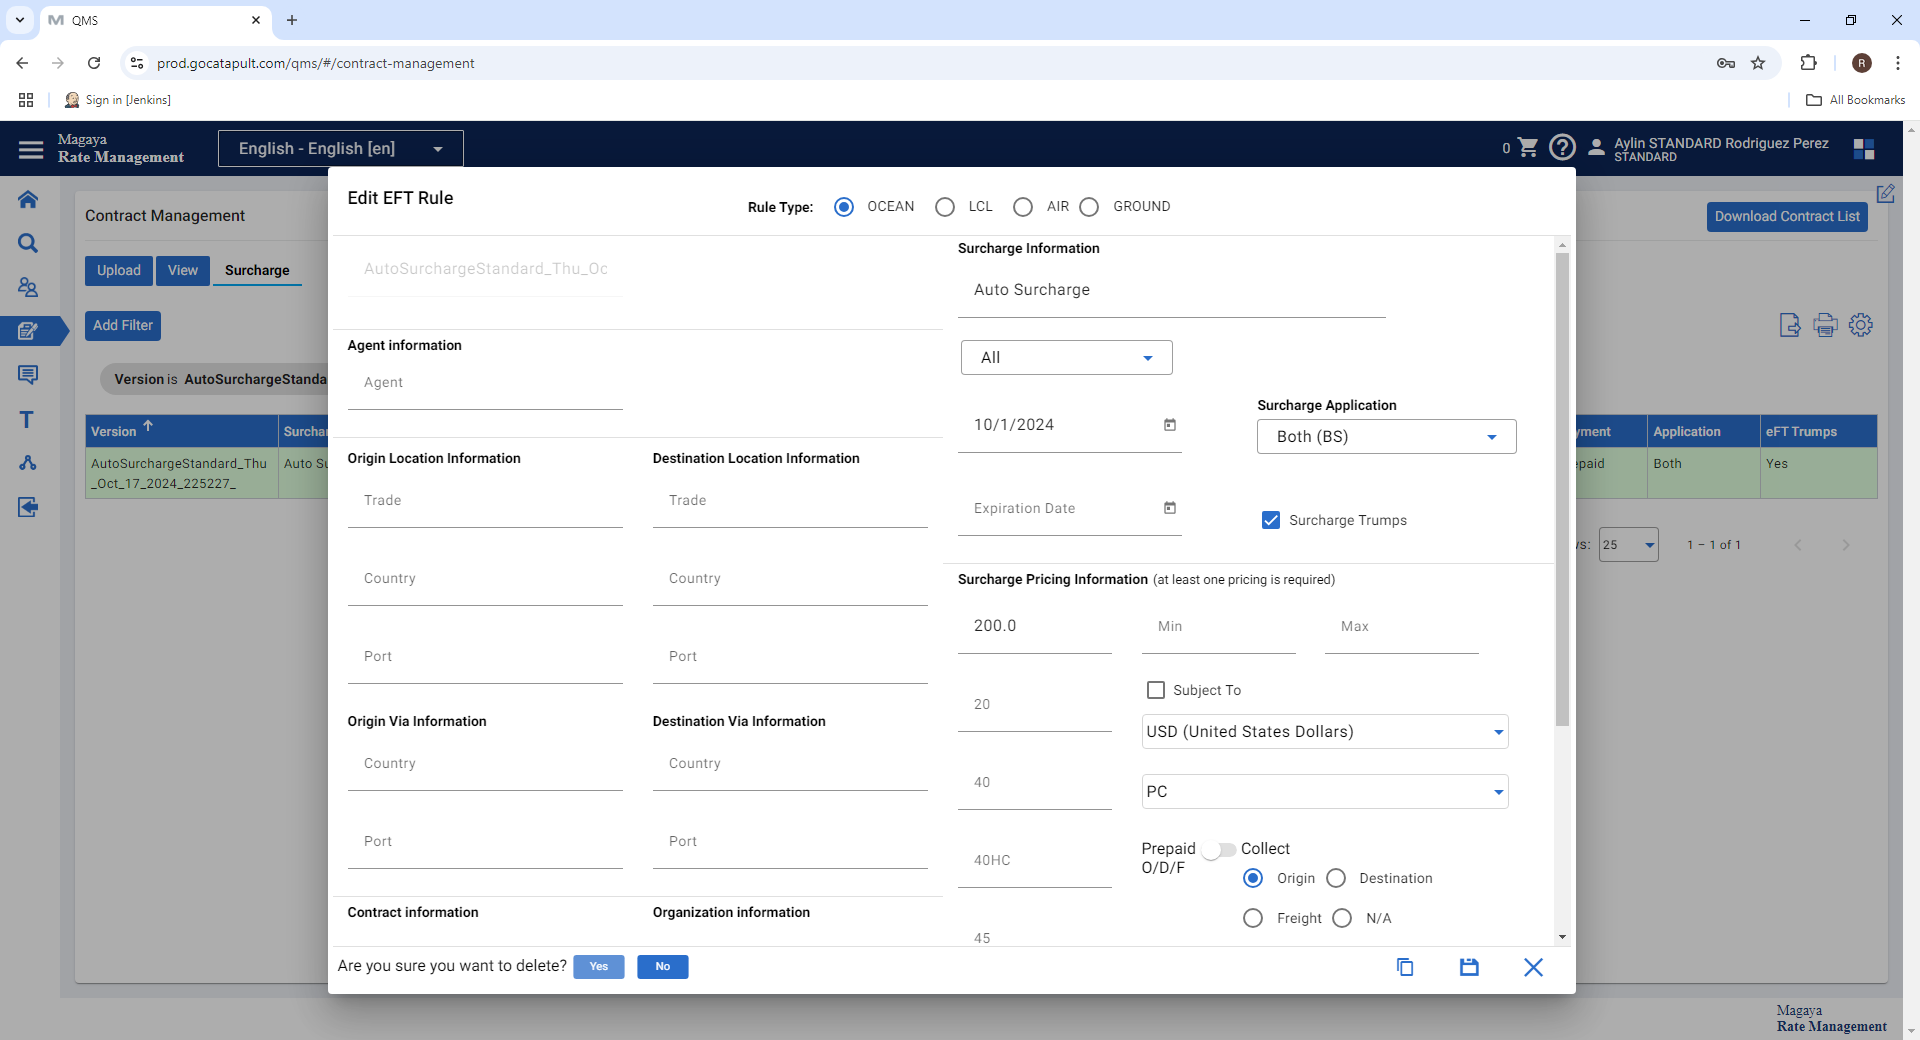 QMS
prod.gocatapult.com/qms/#/contract-management
R
Sign in [Jenkins]
All Bookmarks
Magaya
Rate Management
English - English [en]
0
Aylin STANDARD Rodriguez Perez
STANDARD
Contract Management
Download Contract List
Upload
View
Surcharge
Add Filter
Version is AutoSurchargeStanda
Version
Surchar
yment
Application
eFT Trumps
AutoSurchargeStandard_Thu
_Oct_17_2024_225227_
Auto Su
epaid
Both
Yes
vs:
25
1 – 1 of 1
T
Edit EFT Rule
Rule Type:
OCEAN
LCL
AIR
GROUND
AutoSurchargeStandard_Thu_Oc
Agent information
Agent
Origin Location Information
Destination Location Information
Trade
Trade
Country
Country
Port
Port
Origin Via Information
Destination Via Information
Country
Country
Port
Port
Contract information
Organization information
Surcharge Information
Auto Surcharge
All
10/1/2024
Surcharge Application
Both (BS)
Expiration Date
Surcharge Trumps
Surcharge Pricing Information (at least one pricing is required)
200.0
Min
Max
20
Subject To
USD (United States Dollars)
40
PC
40HC
Prepaid
Collect
O/D/F
Origin
Destination
Freight
N/A
45
Are you sure you want to delete?
Yes
No
Magaya
Rate Management